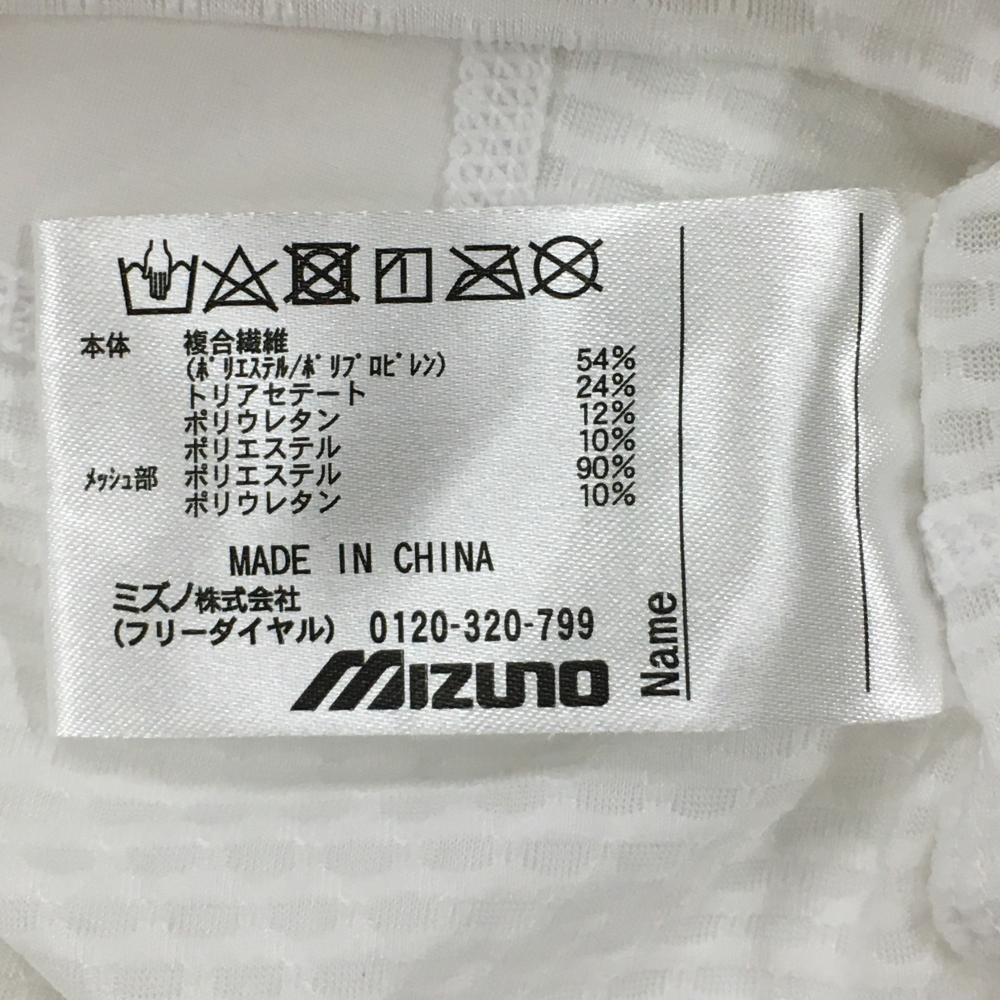 本体 複合繊維
(ﾎﾟﾘｴｽﾃﾙ/ﾎﾟﾘﾌﾟﾛﾋﾟﾚﾝ) 54%
トリアセテート 24%
ポリウレタン 12%
ポリエステル 10%
ﾒｯｼｭ部 ポリエステル 90%
ポリウレタン 10%
MADE IN CHINA
ミズノ株式会社
(フリーダイヤル) 0120-320-799
MIZUNO
Name